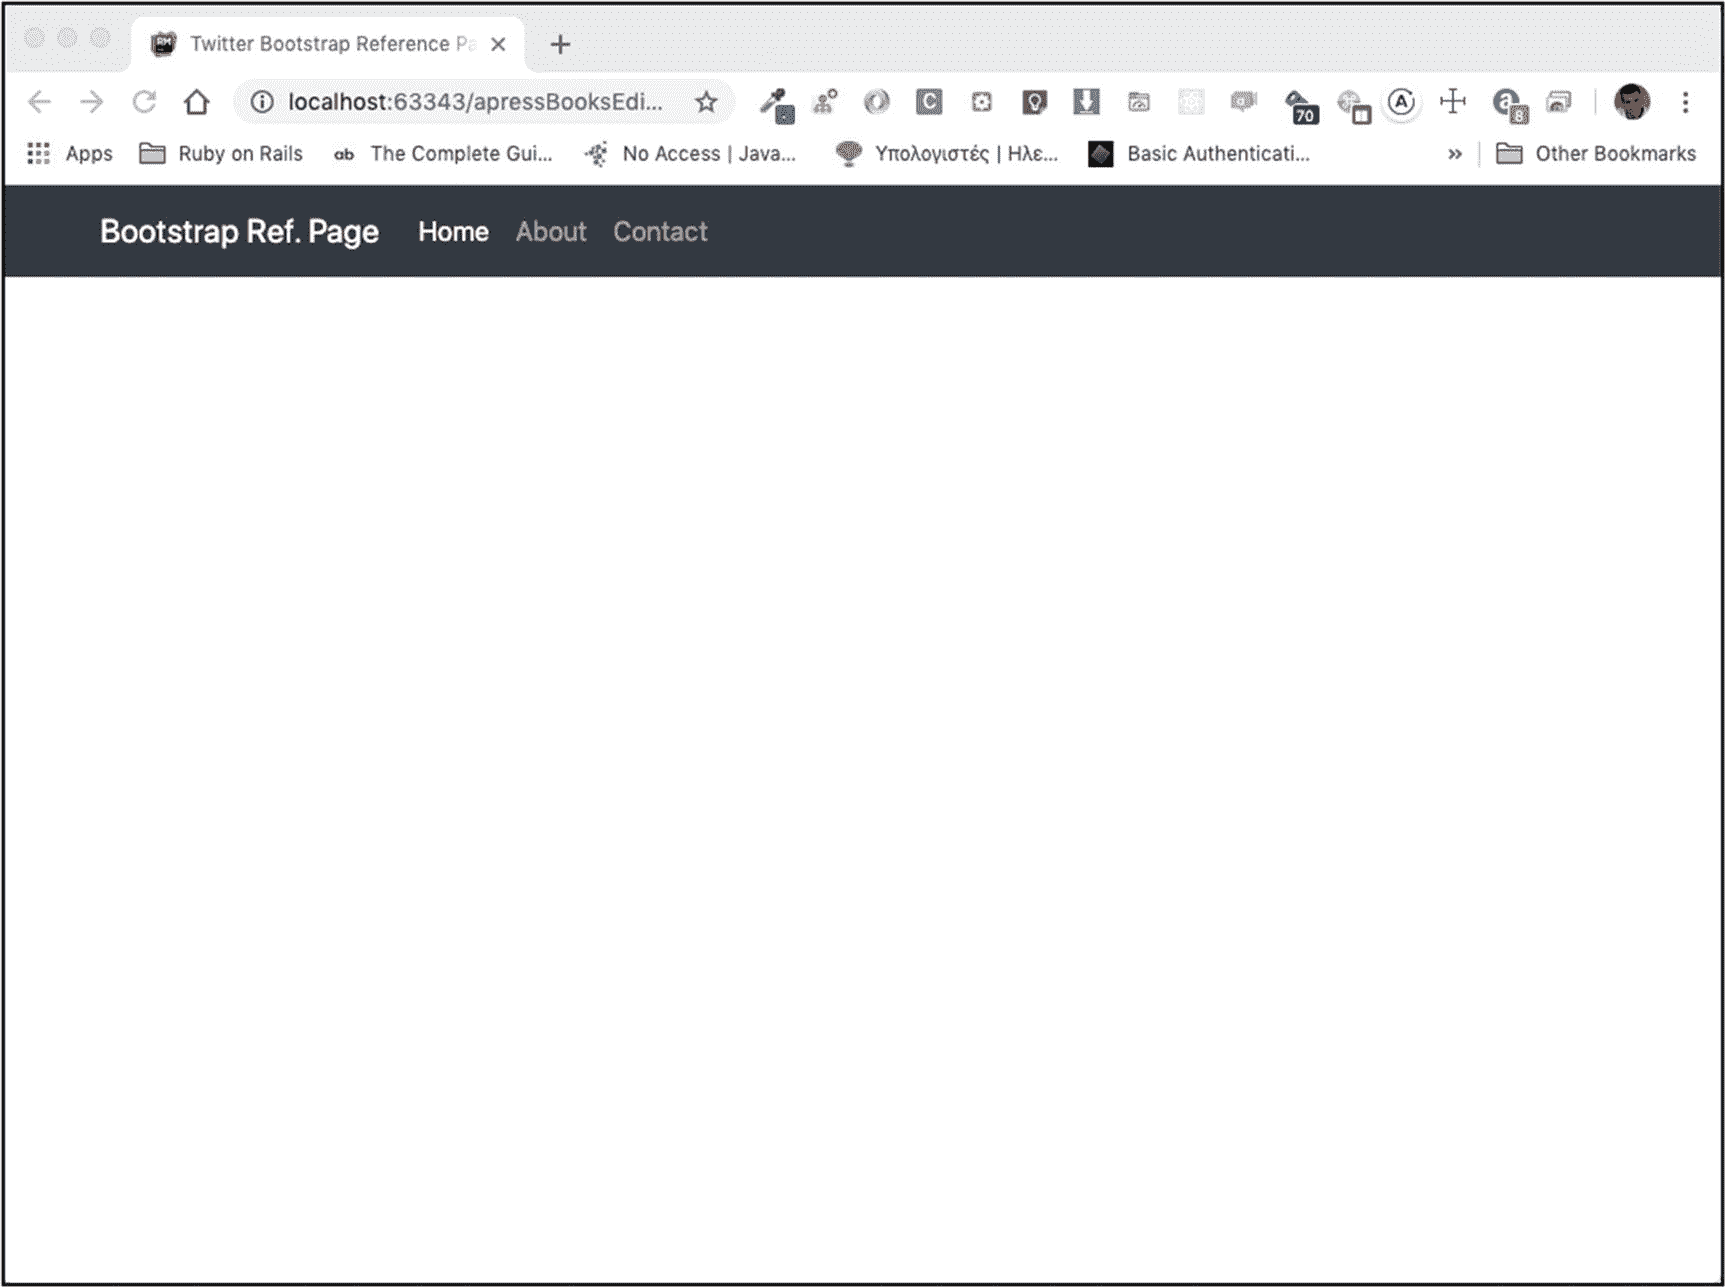 Twitter Bootstrap Reference Pa
localhost:63343/apressBooksEdi...
C
70
A
a
8
Apps
Ruby on Rails
ab
The Complete Gui...
No Access | Java...
Υπολογιστές | Ηλε...
Basic Authenticati...
»
Other Bookmarks
Bootstrap Ref. Page
Home
About
Contact